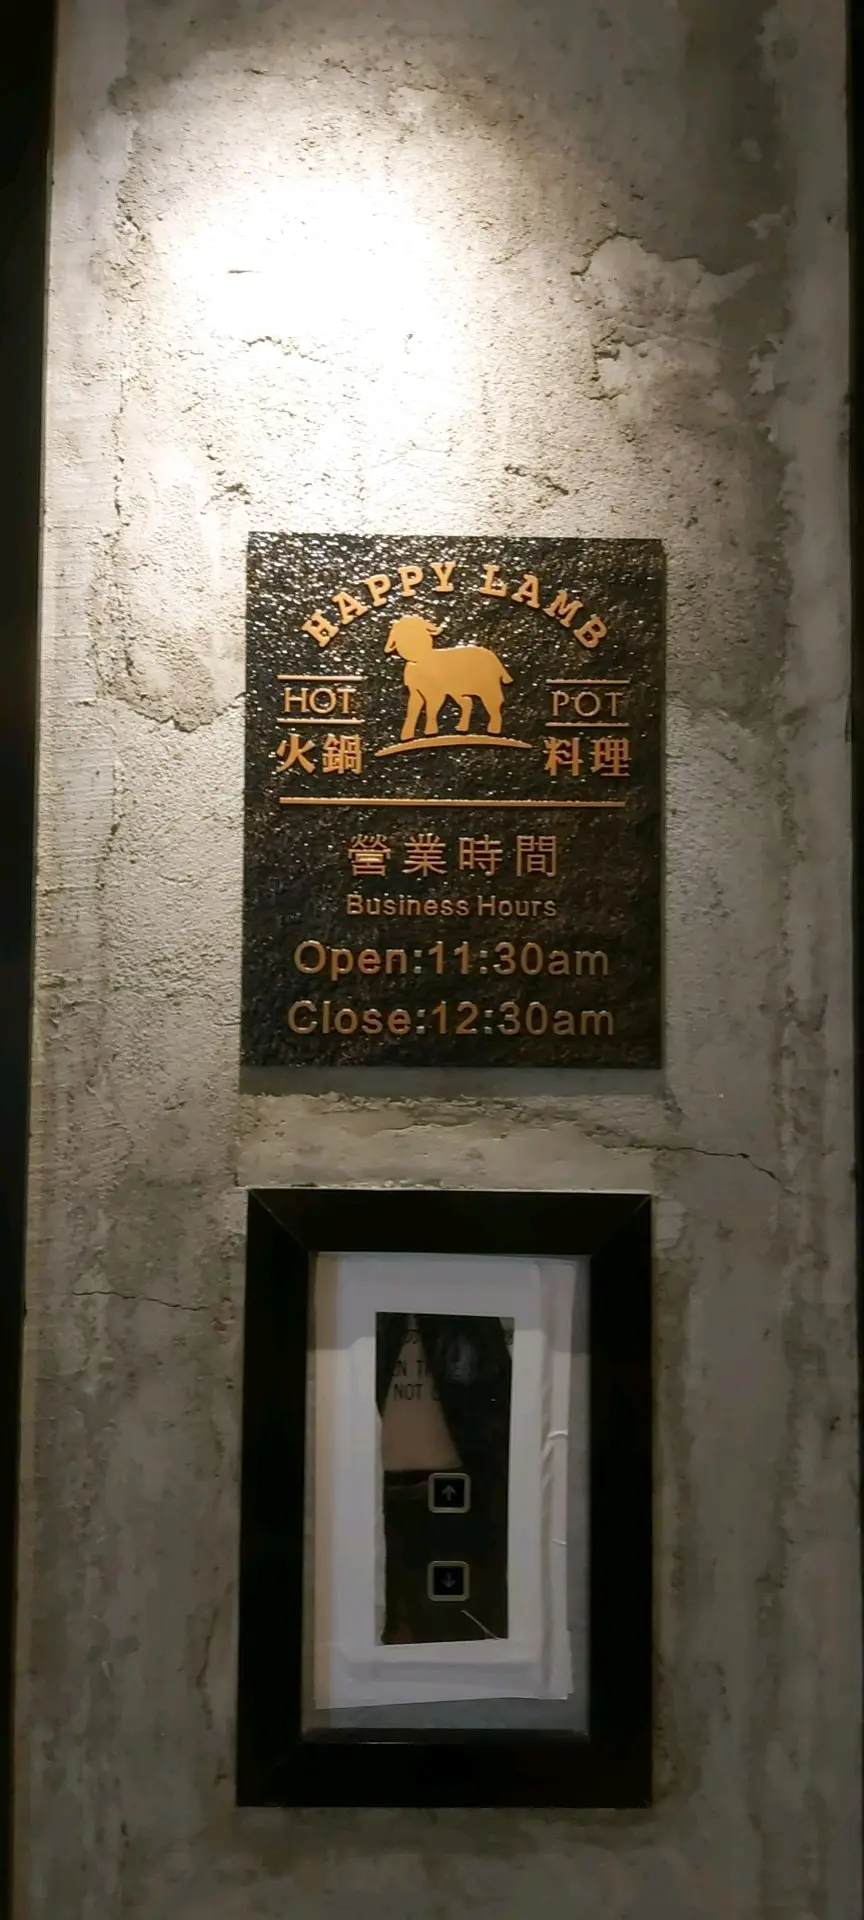 HAPPY LAMB
HOT POT
火鍋 料理
營業時間
Business Hours
Open:11:30am
Close:12:30am
NOT